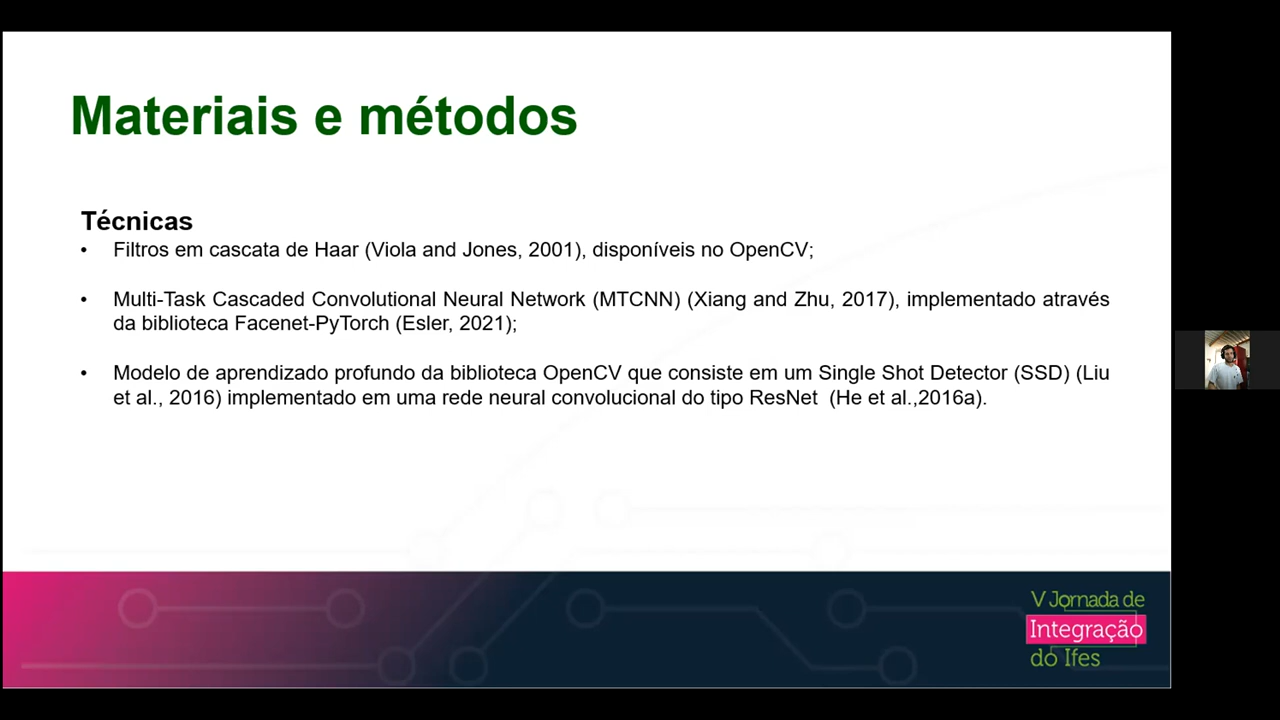 Materiais e métodos
Técnicas
• Filtros em cascata de Haar (Viola and Jones, 2001), disponíveis no OpenCV;
• Multi-Task Cascaded Convolutional Neural Network (MTCNN) (Xiang and Zhu, 2017), implementado através
da biblioteca Facenet-PyTorch (Esler, 2021);
• Modelo de aprendizado profundo da biblioteca OpenCV que consiste em um Single Shot Detector (SSD) (Liu
et al., 2016) implementado em uma rede neural convolucional do tipo ResNet (He et al.,2016a).
V Jornada de
Integração
do Ifes